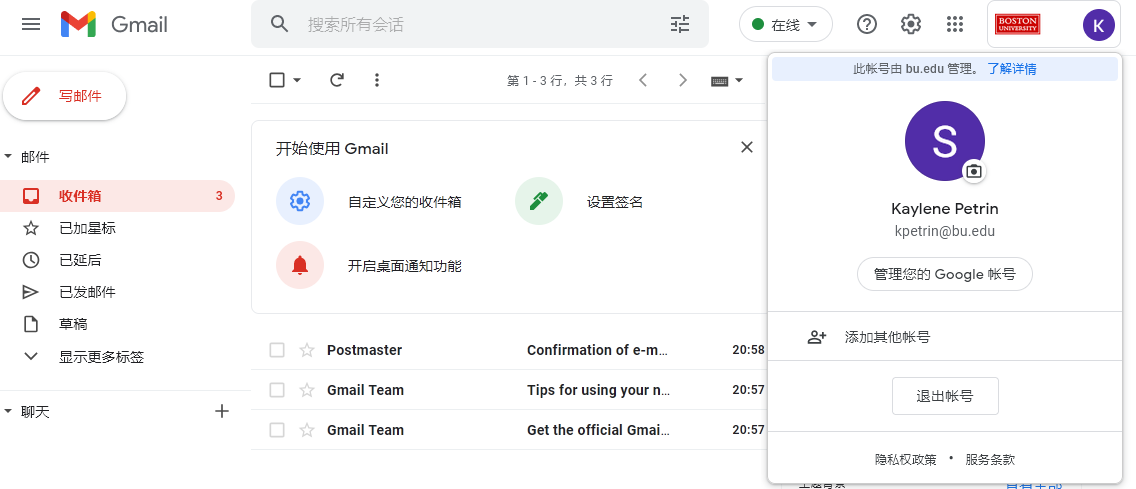 Gmail
搜索所有会话
在线
BOSTON
UNIVERSITY
K
写邮件
第 1 - 3 行，共 3 行
此帐号由 bu.edu 管理。 了解详情
S
Kaylene Petrin
kpetrin@bu.edu
管理您的 Google 帐号
添加其他帐号
退出帐号
隐私权政策 • 服务条款
邮件
收件箱 3
已加星标
已延后
已发邮件
草稿
显示更多标签
聊天
开始使用 Gmail
自定义您的收件箱
设置签名
开启桌面通知功能
Postmaster Confirmation of e-m… 20:58
Gmail Team Tips for using your n… 20:57
Gmail Team Get the official Gmai… 20:57